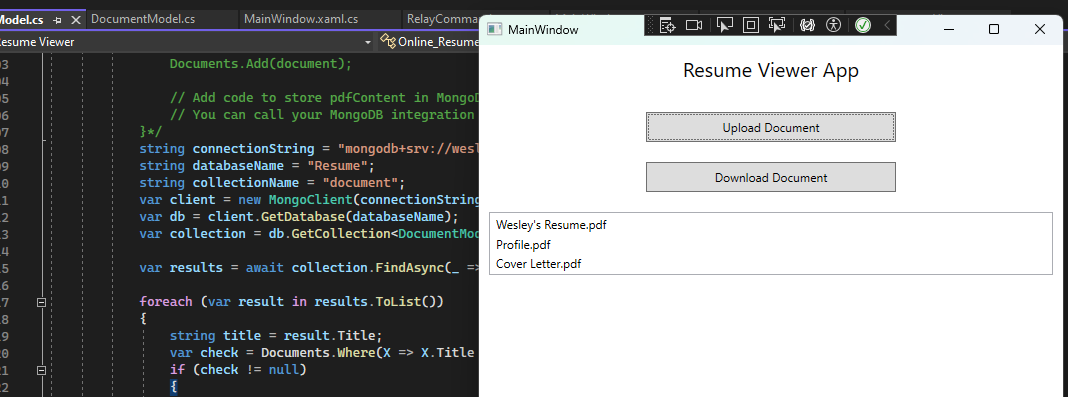 Model.cs
DocumentModel.cs
MainWindow.xaml.cs
RelayComma
Resume Viewer
Online_Resume
03 Documents.Add(document);
04
05 // Add code to store pdfContent in MongoD
06 // You can call your MongoDB integration
07 }*/
08 string connectionString = "mongodb+srv://wesl
09 string databaseName = "Resume";
10 string collectionName = "document";
11 var client = new MongoClient(connectionString
12 var db = client.GetDatabase(databaseName);
13 var collection = db.GetCollection<DocumentMod
14
15 var results = await collection.FindAsync(_ =>
16
17 foreach (var result in results.ToList())
18 {
19 string title = result.Title;
20 var check = Documents.Where(X => X.Title
21 if (check != null)
22 {
MainWindow
Resume Viewer App
Upload Document
Download Document
Wesley's Resume.pdf
Profile.pdf
Cover Letter.pdf